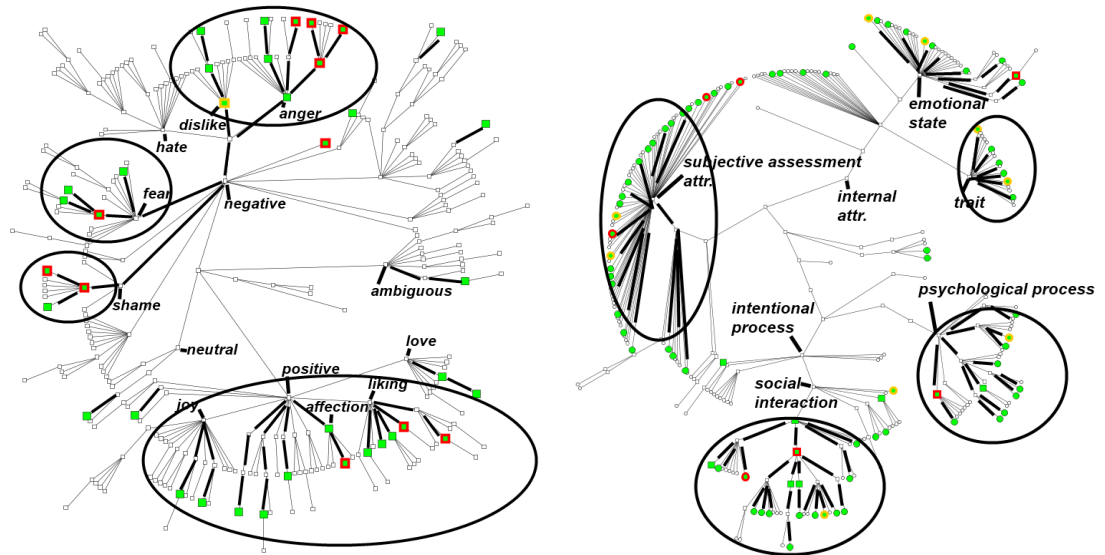 dislike
anger
hate
fear
negative
shame
ambiguous
neutral
love
positive
liking
joy
affection
emotional
state
subjective assessment
attr.
internal
attr.
trait
psychological process
intentional
process
social
interaction